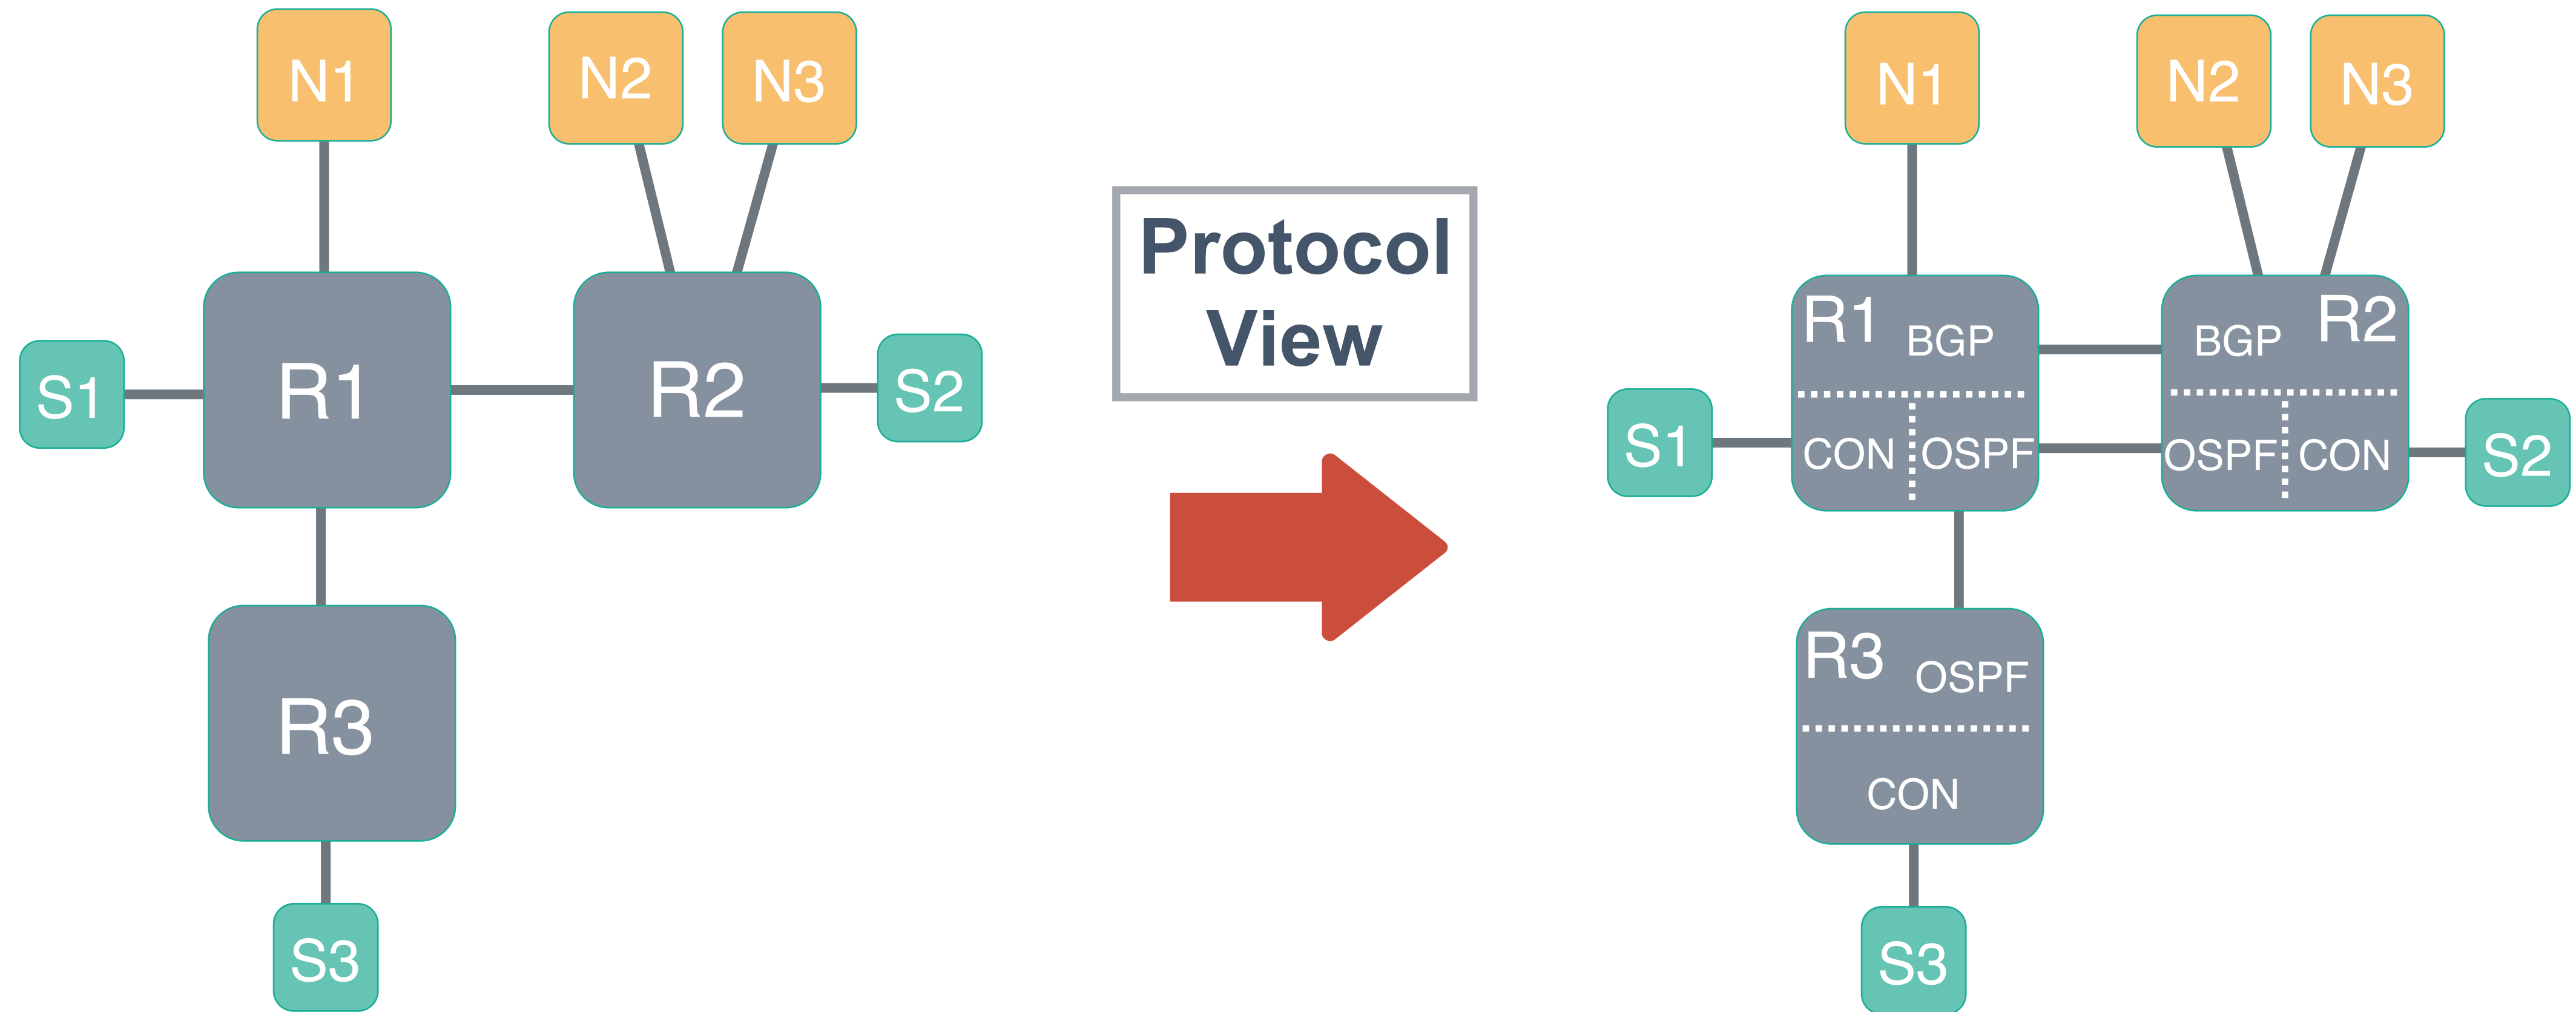 N1
N2
N3
S1
R1
R2
S2
R3
S3
Protocol
View
N1
N2
N3
R1
BGP
BGP
R2
S1
CON
OSPF
OSPF
CON
S2
R3
OSPF
CON
S3